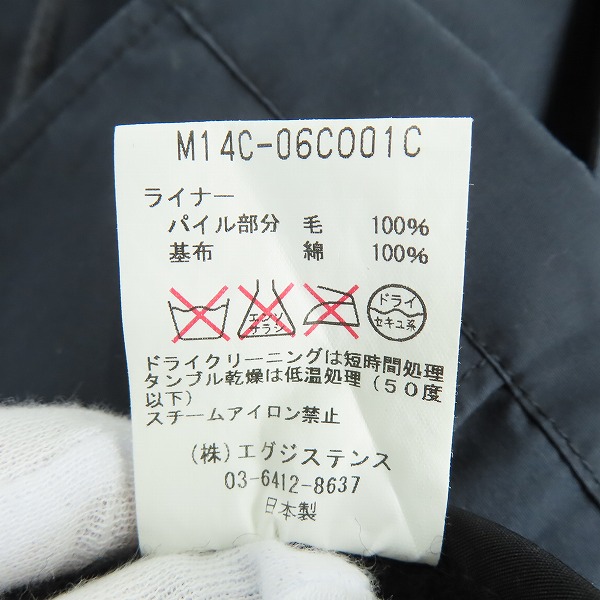 M14C-06C001C
ライナー
パイル部分 毛 100%
基布 綿 100%
エンソ サラシ
ドライ セキユ系
ドライクリーニングは短時間処理
タンブル乾燥は低温処理(50度
以下)
スチームアイロン禁止
(株)エグジステンス
03-6412-8637
日本製